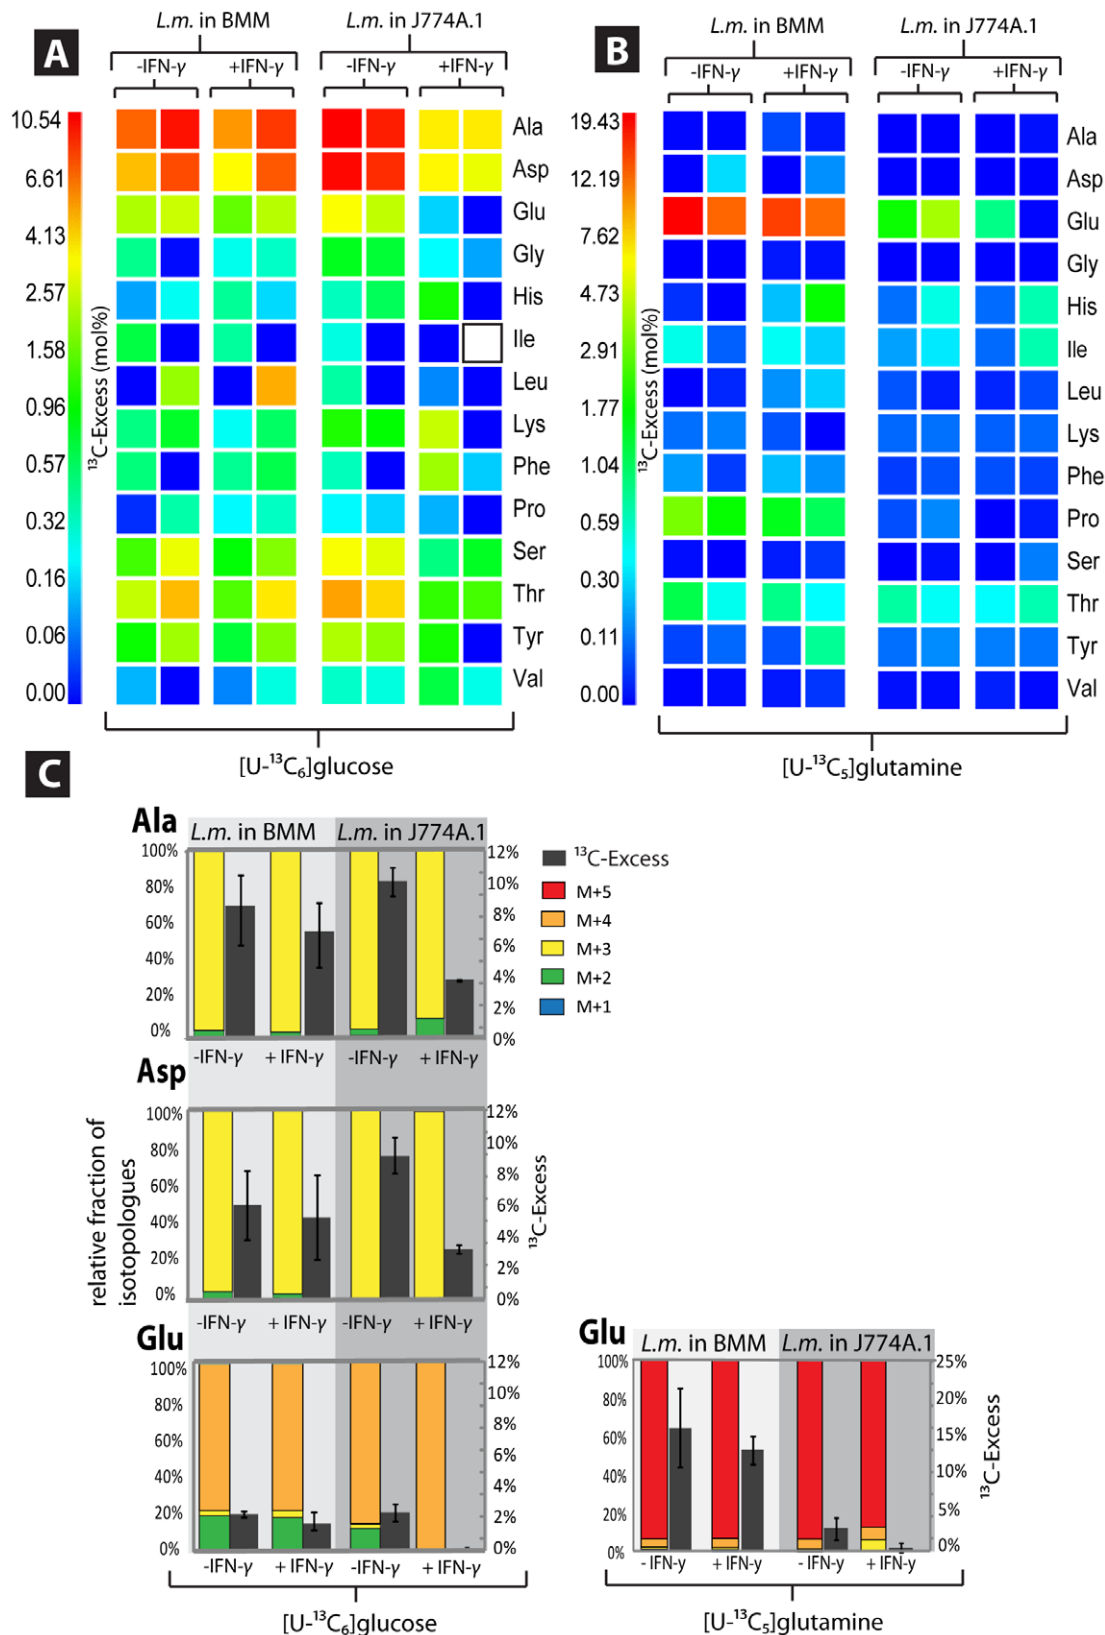 A
L.m. in BMM
L.m. in J774A.1
-IFN-γ
+IFN-γ
-IFN-γ
+IFN-γ
10.54
6.61
4.13
2.57
1.58
0.96
0.57
0.32
0.16
0.06
0.00
¹³C-Excess (mol%)
Ala
Asp
Glu
Gly
His
Ile
Leu
Lys
Phe
Pro
Ser
Thr
Tyr
Val
[U-¹³C₆]glucose
B
L.m. in BMM
L.m. in J774A.1
-IFN-γ
+IFN-γ
-IFN-γ
+IFN-γ
19.43
12.19
7.62
4.73
2.91
1.77
1.04
0.59
0.30
0.11
0.00
¹³C-Excess (mol%)
Ala
Asp
Glu
Gly
His
Ile
Leu
Lys
Phe
Pro
Ser
Thr
Tyr
Val
[U-¹³C₅]glutamine
C
Ala
L.m. in BMM
L.m. in J774A.1
100%
80%
60%
40%
20%
0%
12%
10%
8%
6%
4%
2%
0%
-IFN-γ
+ IFN-γ
-IFN-γ
+ IFN-γ
¹³C-Excess
M+5
M+4
M+3
M+2
M+1
Asp
relative fraction of
isotopologues
100%
80%
60%
40%
20%
0%
12%
10%
8%
6%
4%
2%
0%
¹³C-Excess
-IFN-γ
+ IFN-γ
-IFN-γ
+ IFN-γ
Glu
100%
80%
60%
40%
20%
0%
12%
10%
8%
6%
4%
2%
0%
-IFN-γ
+ IFN-γ
-IFN-γ
+ IFN-γ
[U-¹³C₆]glucose
Glu
L.m. in BMM
L.m. in J774A.1
100%
80%
60%
40%
20%
0%
25%
20%
15%
10%
5%
0%
¹³C-Excess
- IFN-γ
+ IFN-γ
- IFN-γ
+ IFN-γ
[U-¹³C₅]glutamine